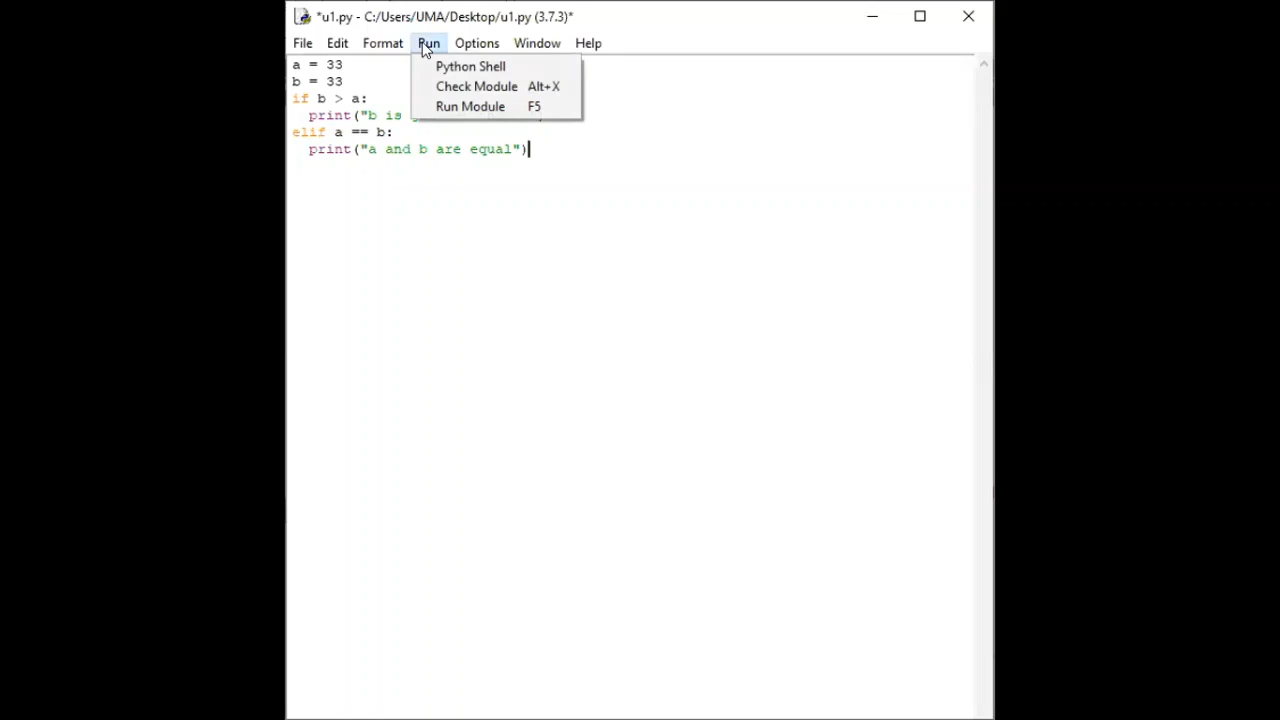 *u1.py - C:/Users/UMA/Desktop/u1.py (3.7.3)*
File Edit Format Run Options Window Help
a = 33
Python Shell
b = 33
Check Module Alt+X
if b > a:
Run Module F5
print("b is
elif a == b:
print("a and b are equal")